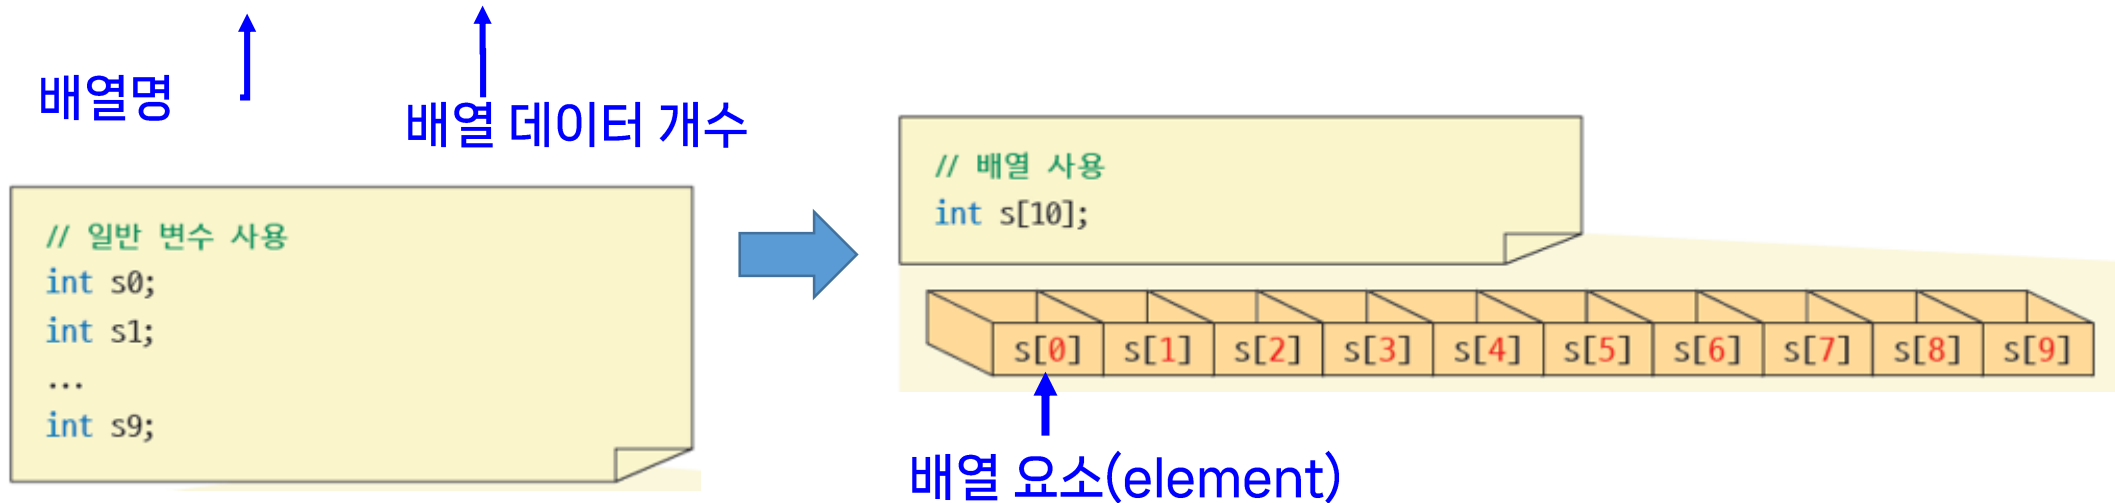 배열명
배열 데이터 개수
// 일반 변수 사용
int s0;
int s1;
...
int s9;
// 배열 사용
int s[10];
s[0] s[1] s[2] s[3] s[4] s[5] s[6] s[7] s[8] s[9]
배열 요소(element)